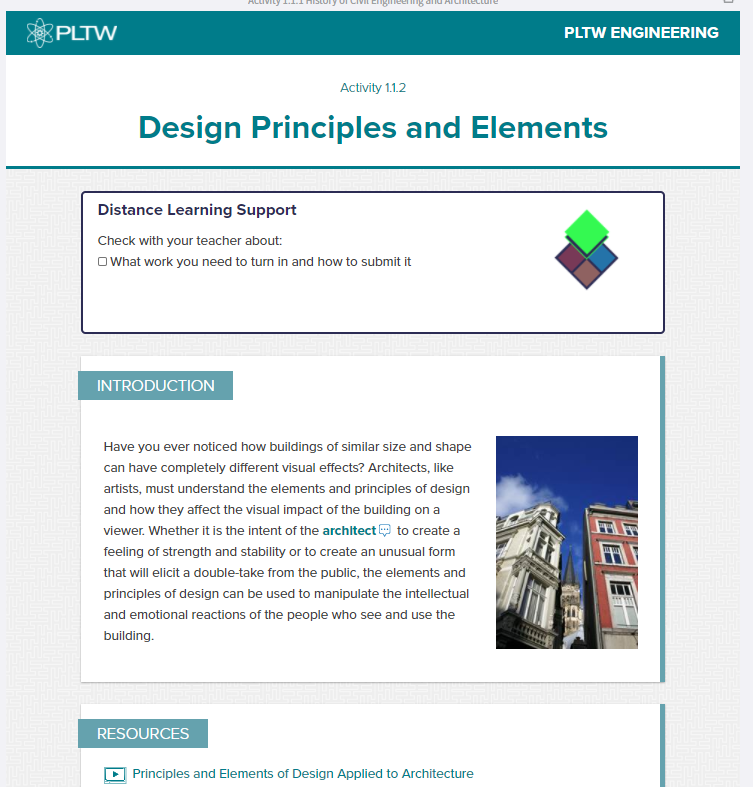 Activity 1.1.1 History of Civil Engineering and Architecture
PLTW
PLTW ENGINEERING
Activity 1.1.2
Design Principles and Elements
Distance Learning Support
Check with your teacher about:
What work you need to turn in and how to submit it
INTRODUCTION
Have you ever noticed how buildings of similar size and shape
can have completely different visual effects? Architects, like
artists, must understand the elements and principles of design
and how they affect the visual impact of the building on a
viewer. Whether it is the intent of the architect to create a
feeling of strength and stability or to create an unusual form
that will elicit a double-take from the public, the elements and
principles of design can be used to manipulate the intellectual
and emotional reactions of the people who see and use the
building.
RESOURCES
Principles and Elements of Design Applied to Architecture